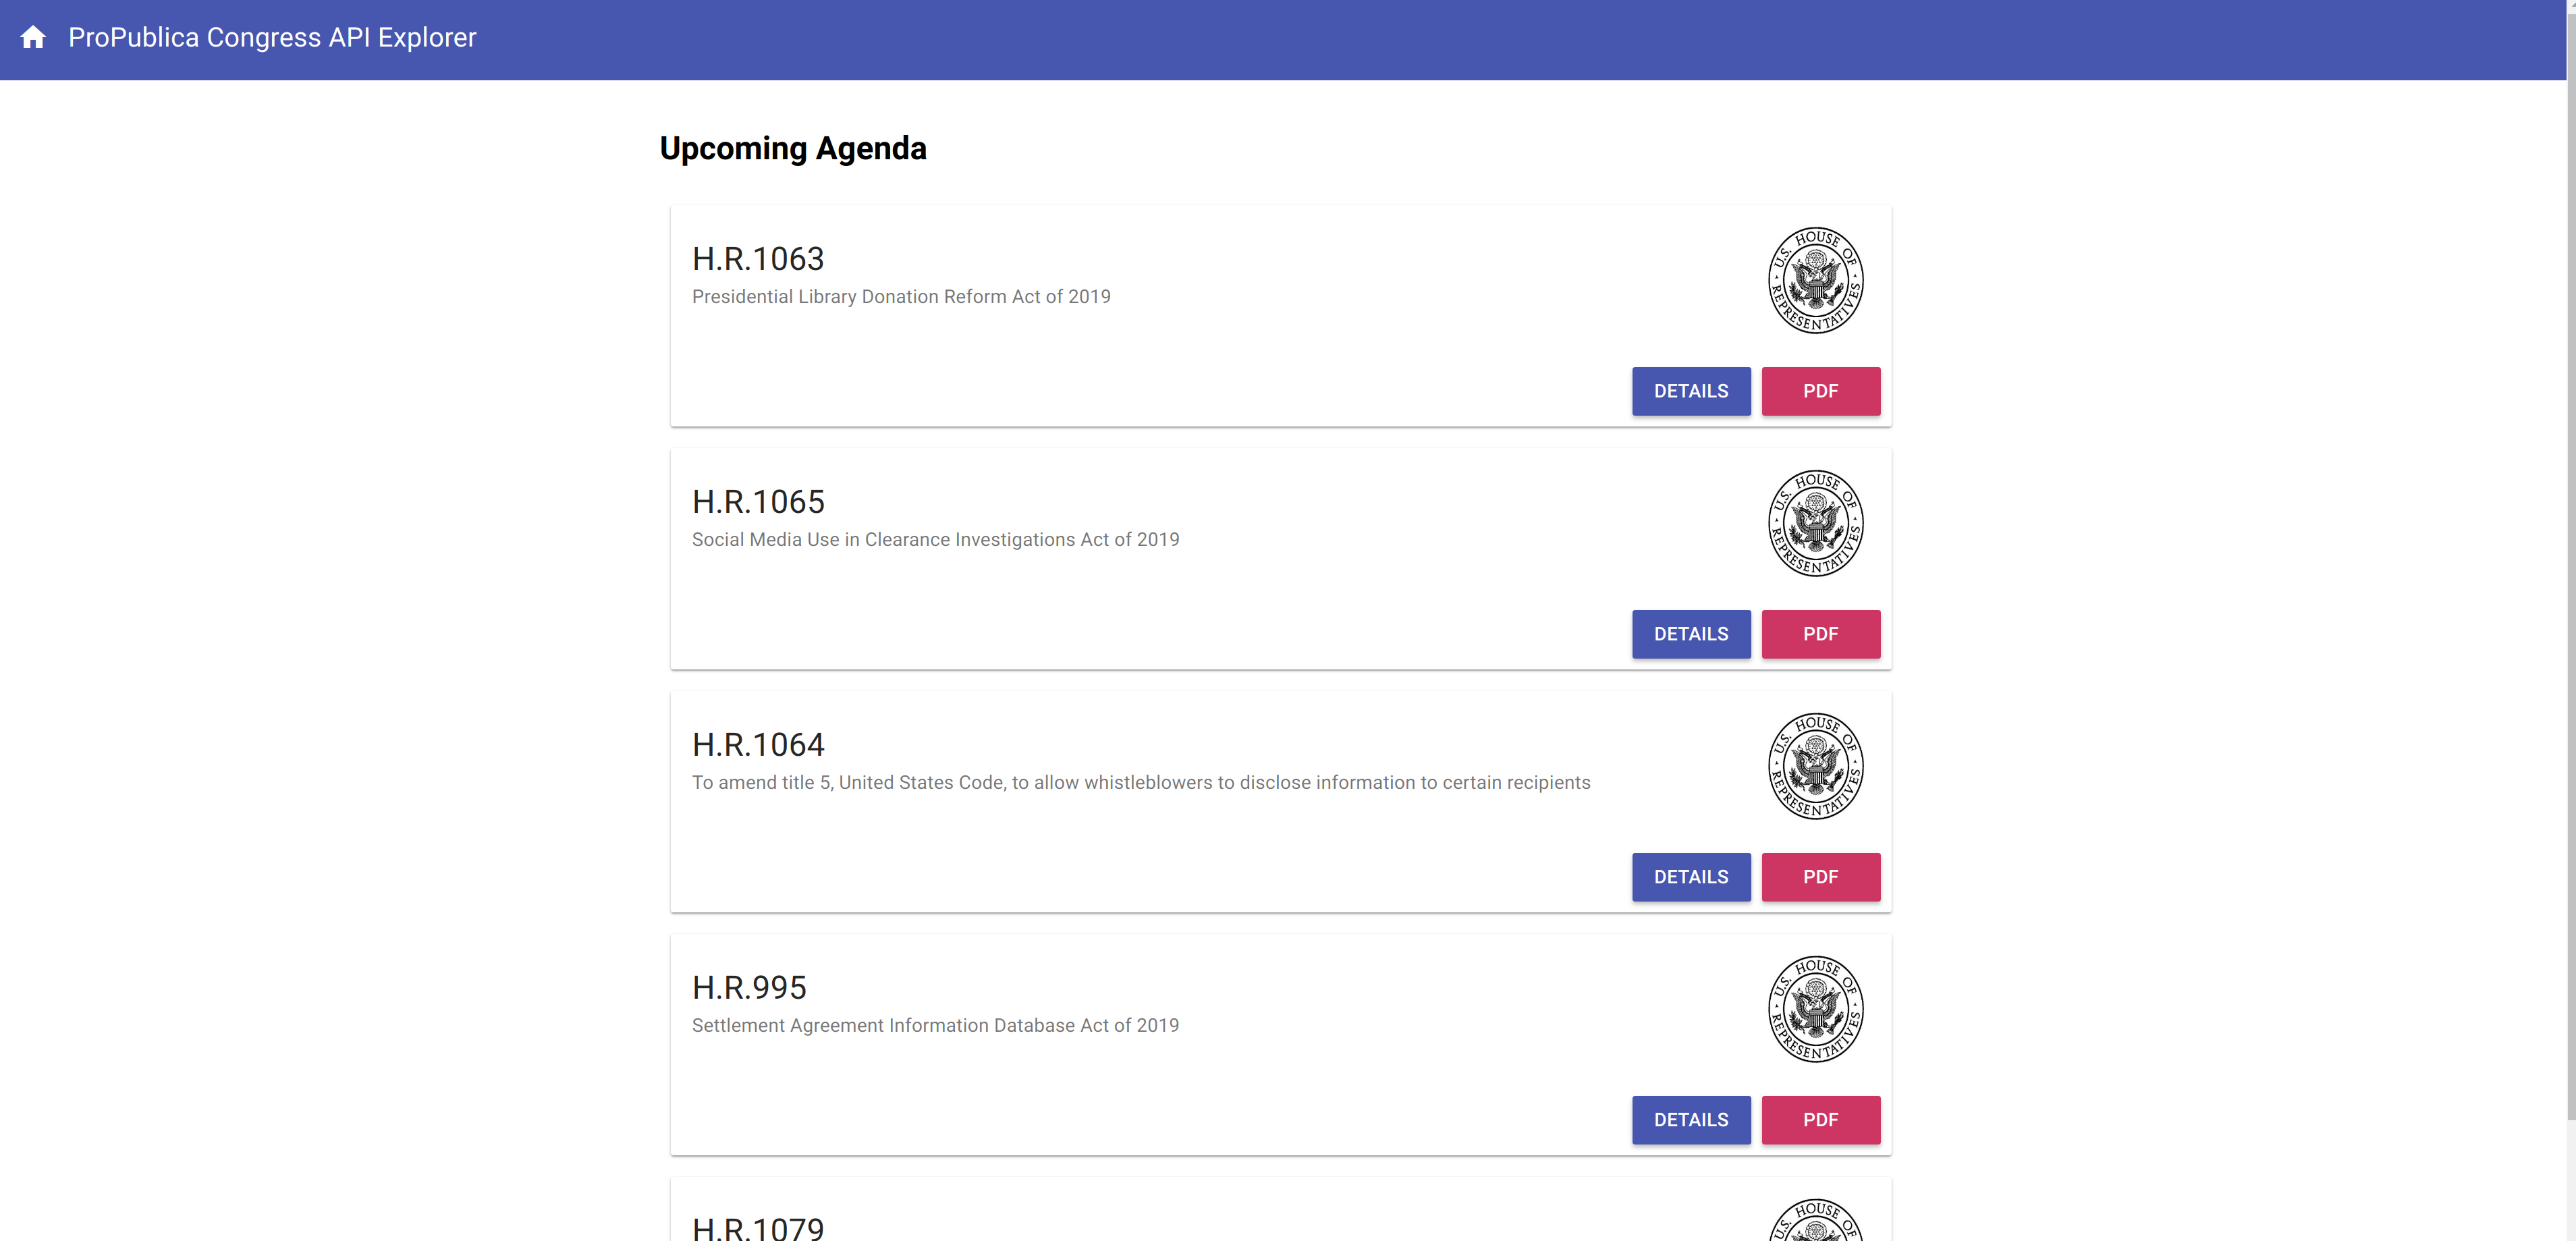 ProPublica Congress API Explorer
Upcoming Agenda
H.R.1063
Presidential Library Donation Reform Act of 2019
U.S. HOUSE OF REPRESENTATIVES
DETAILS PDF
H.R.1065
Social Media Use in Clearance Investigations Act of 2019
U.S. HOUSE OF REPRESENTATIVES
DETAILS PDF
H.R.1064
To amend title 5, United States Code, to allow whistleblowers to disclose information to certain recipients
U.S. HOUSE OF REPRESENTATIVES
DETAILS PDF
H.R.995
Settlement Agreement Information Database Act of 2019
U.S. HOUSE OF REPRESENTATIVES
DETAILS PDF
H.R.1079
U.S. HOUSE OF